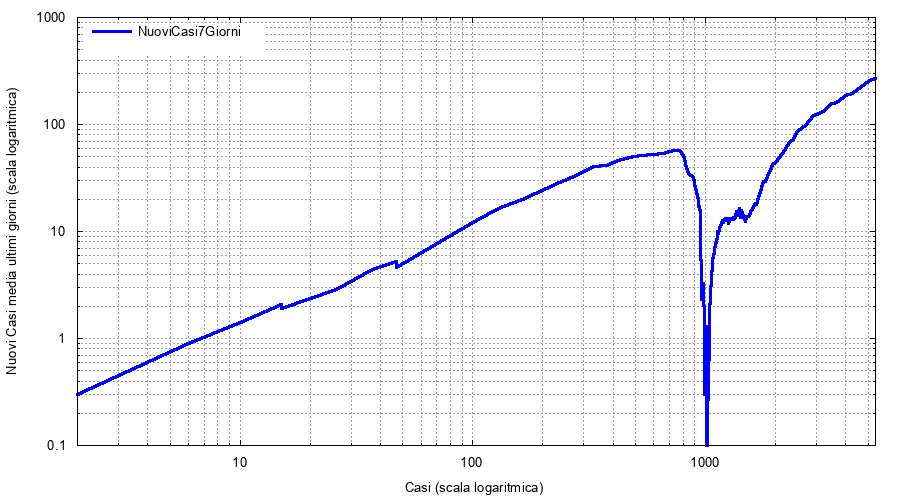 NuoviCasi7Giorni
1000
100
10
1
0.1
10
100
1000
Nuovi Casi media ultimi giorni (scala logaritmica)
Casi (scala logaritmica)